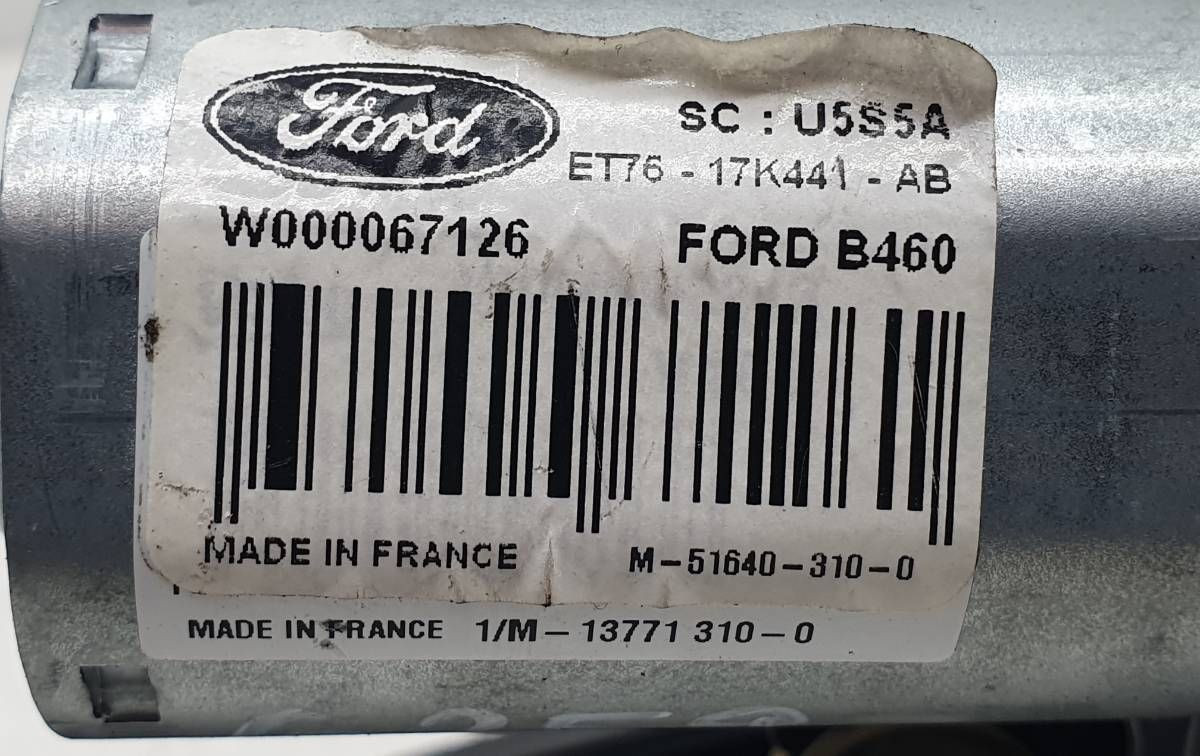 Ford
SC : U5S5A
ET76 - 17K441 - AB
W000067126
FORD B460
MADE IN FRANCE
M-51640-310-0
MADE IN FRANCE 1/M-13771 310-0